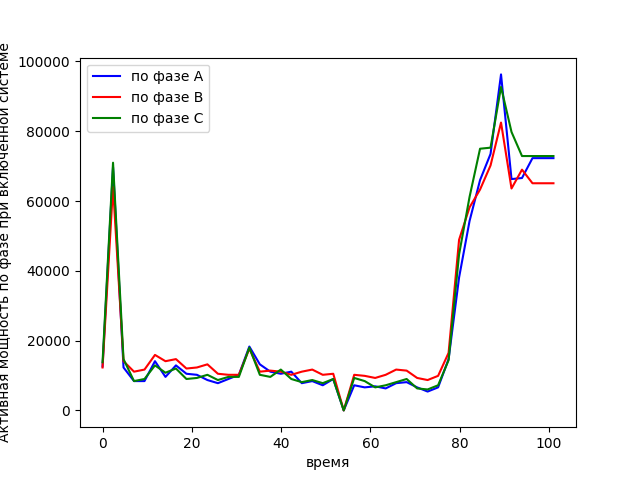 Активная мощность по фазе при включенной системе
100000
80000
60000
40000
20000
0
по фазе A
по фазе B
по фазе C
0 20 40 60 80 100
время